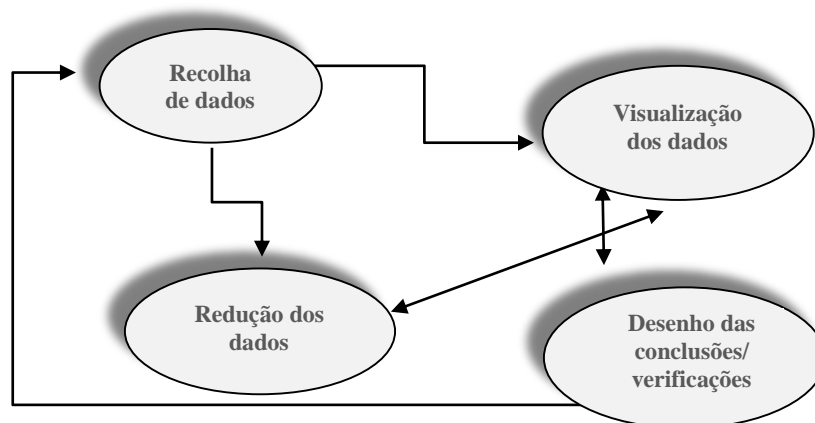 Recolha
de dados
Visualização
dos dados
Redução dos
dados
Desenho das
conclusões/
verificações